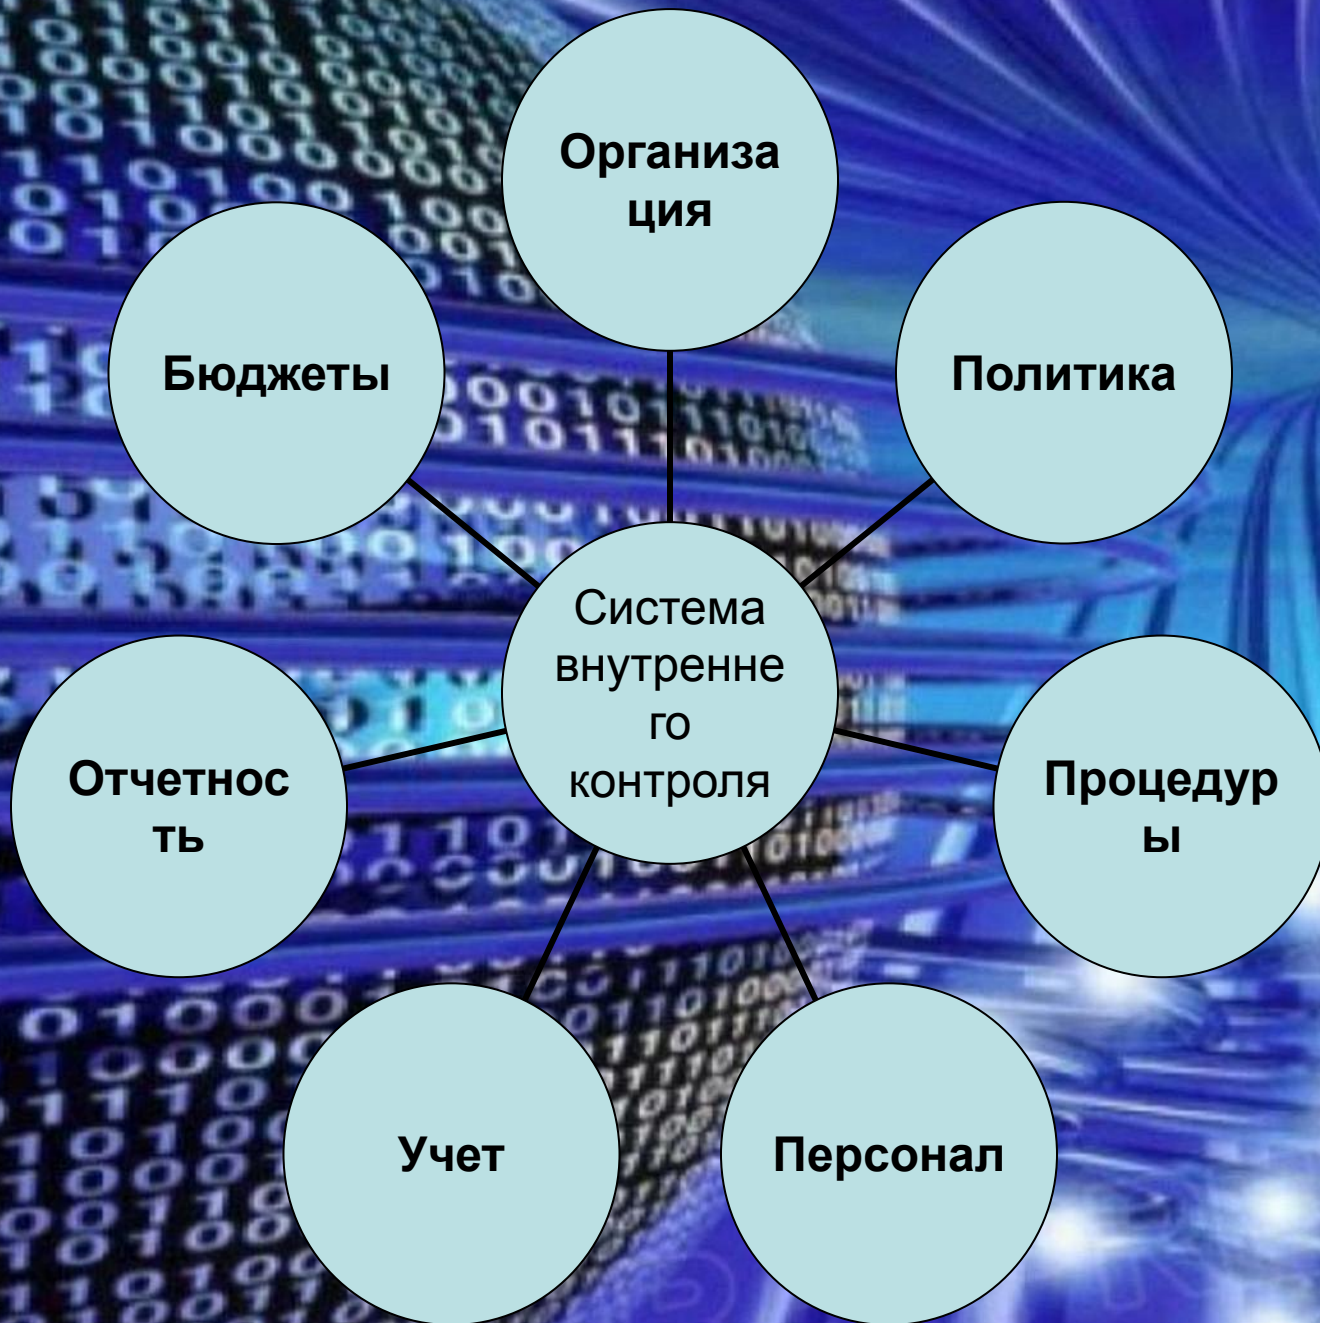 Организа
ция
Бюджеты
Политика
Система
внутренне
го
контроля
Отчетнос
ть
Процедур
ы
Учет
Персонал